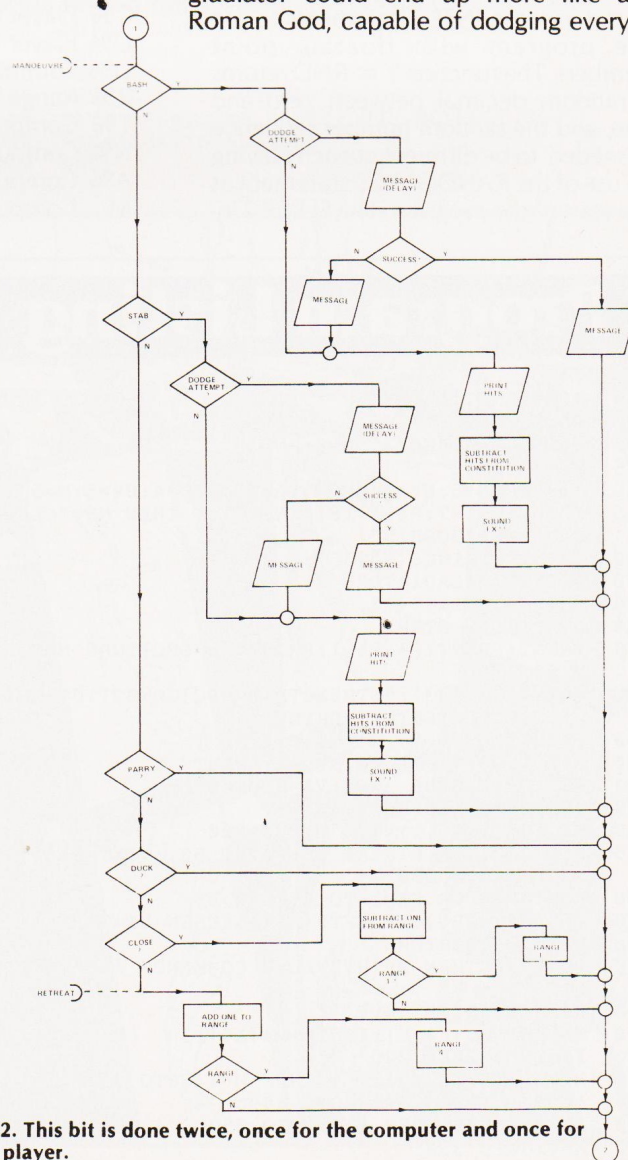 gladiator could end up more like a
Roman God, capable of dodging every
1
MANOEUVRE
BASH
?
Y
N
DODGE
ATTEMPT
?
Y
N
MESSAGE
(DELAY)
SUCCESS?
N
Y
MESSAGE
MESSAGE
STAB
?
Y
N
DODGE
ATTEMPT
?
Y
N
PRINT
HITS
MESSAGE
(DELAY)
SUBTRACT
HITS FROM
CONSTITUTION
SUCCESS
N
Y
SOUND
MESSAGE
MESSAGE
PRINT
SUBTRACT
HITS FROM
CONSTITUTION
SOUND
PARRY
?
Y
N
DUCK
?
Y
N
CLOSE
?
Y
N
SUBTRACT ONE
FROM RANGE
RANGE
Y
N
RANGE
RETREAT
ADD ONE TO
RANGE
RANGE
4?
Y
N
RANGE
4
2. This bit is done twice, once for the computer and once for
player.
2